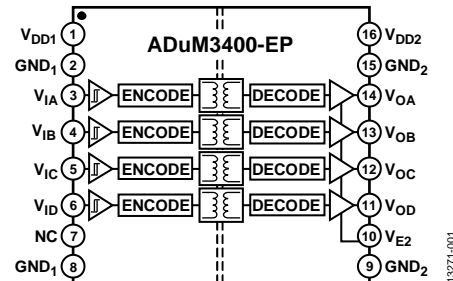 ADuM3400-EP
VDD1 1
16 VDD2
GND1 2
15 GND2
VIA 3 ENCODE DECODE 14 VOA
VIB 4 ENCODE DECODE 13 VOB
VIC 5 ENCODE DECODE 12 VOC
VID 6 ENCODE DECODE 11 VOD
NC 7
10 VE2
GND1 8
9 GND2
13271-001